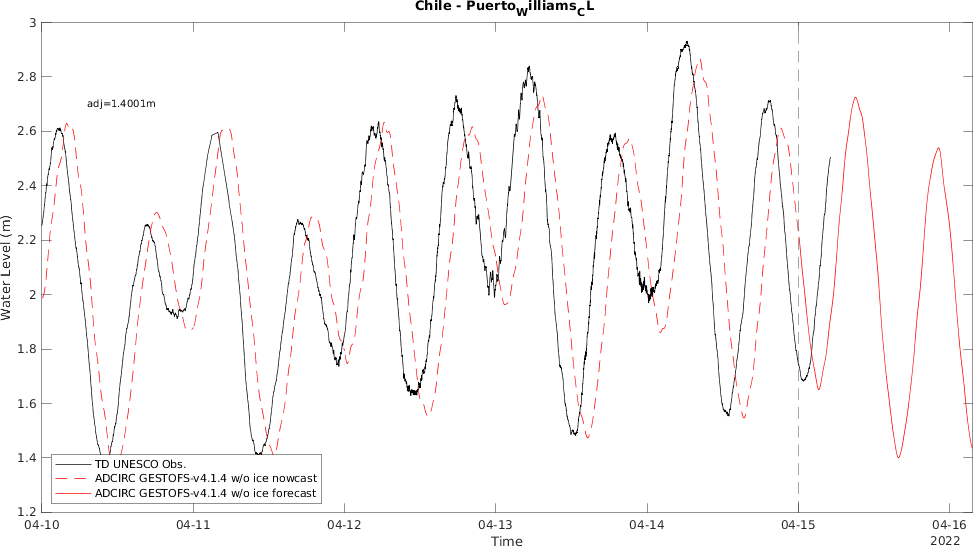 Chile - PuertoWilliamsCL
3
2.8
adj=1.4001m
2.6
2.4
2.2
2
1.8
1.6
1.4
1.2
Water Level (m)
TD UNESCO Obs.
ADCIRC GESTOFS-v4.1.4 w/o ice nowcast
ADCIRC GESTOFS-v4.1.4 w/o ice forecast
04-10 04-11 04-12 04-13 04-14 04-15 04-16
Time 2022